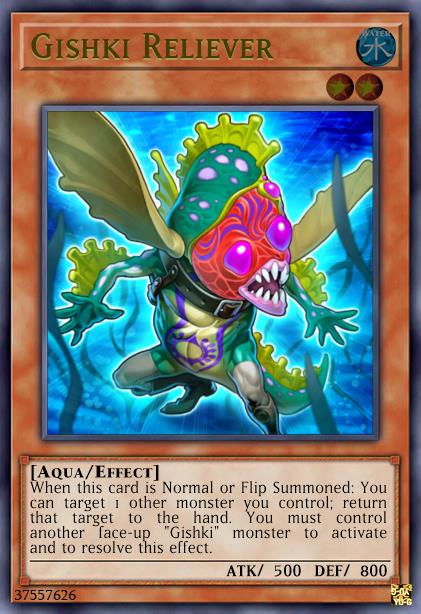 Gishki Reliever
WATER
水
[Aqua/Effect]
When this card is Normal or Flip Summoned: You
can target 1 other monster you control; return
that target to the hand. You must control
another face-up "Gishki" monster to activate
and to resolve this effect.
ATK/ 500 DEF/ 800
37557626